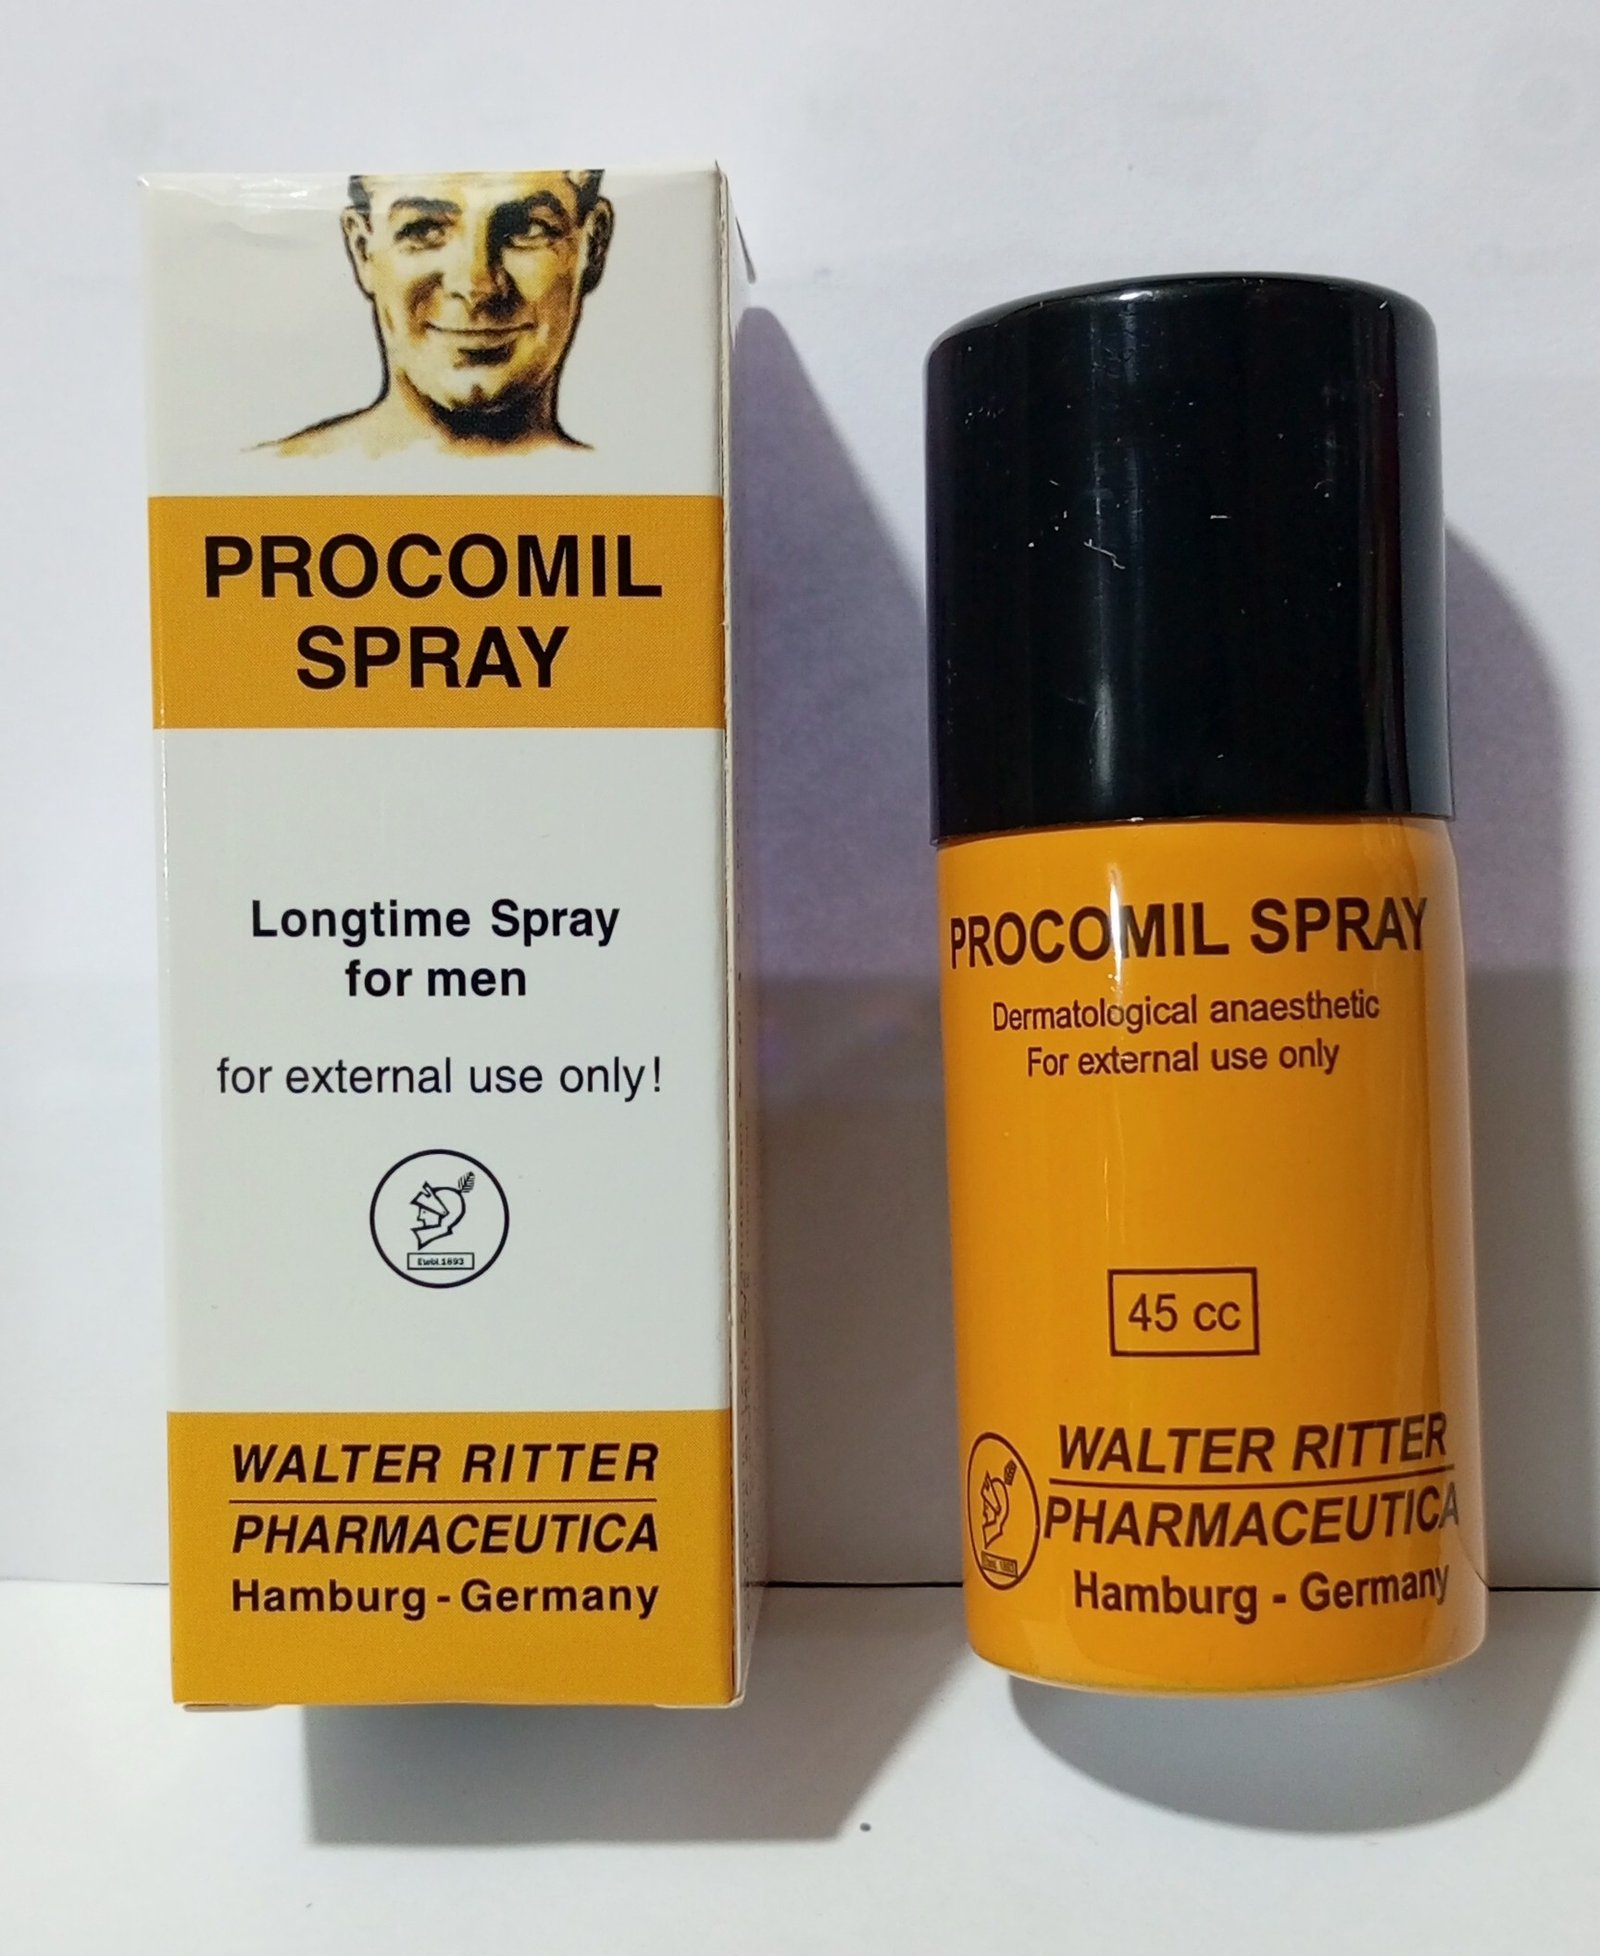 PROCOMIL
SPRAY
Longtime Spray
for men
for external use only!
WALTER RITTER
PHARMACEUTICA
Hamburg - Germany
PROCOMIL SPRAY
Dermatological anaesthetic
For external use only
45 cc
WALTER RITTER
PHARMACEUTICA
Hamburg - Germany